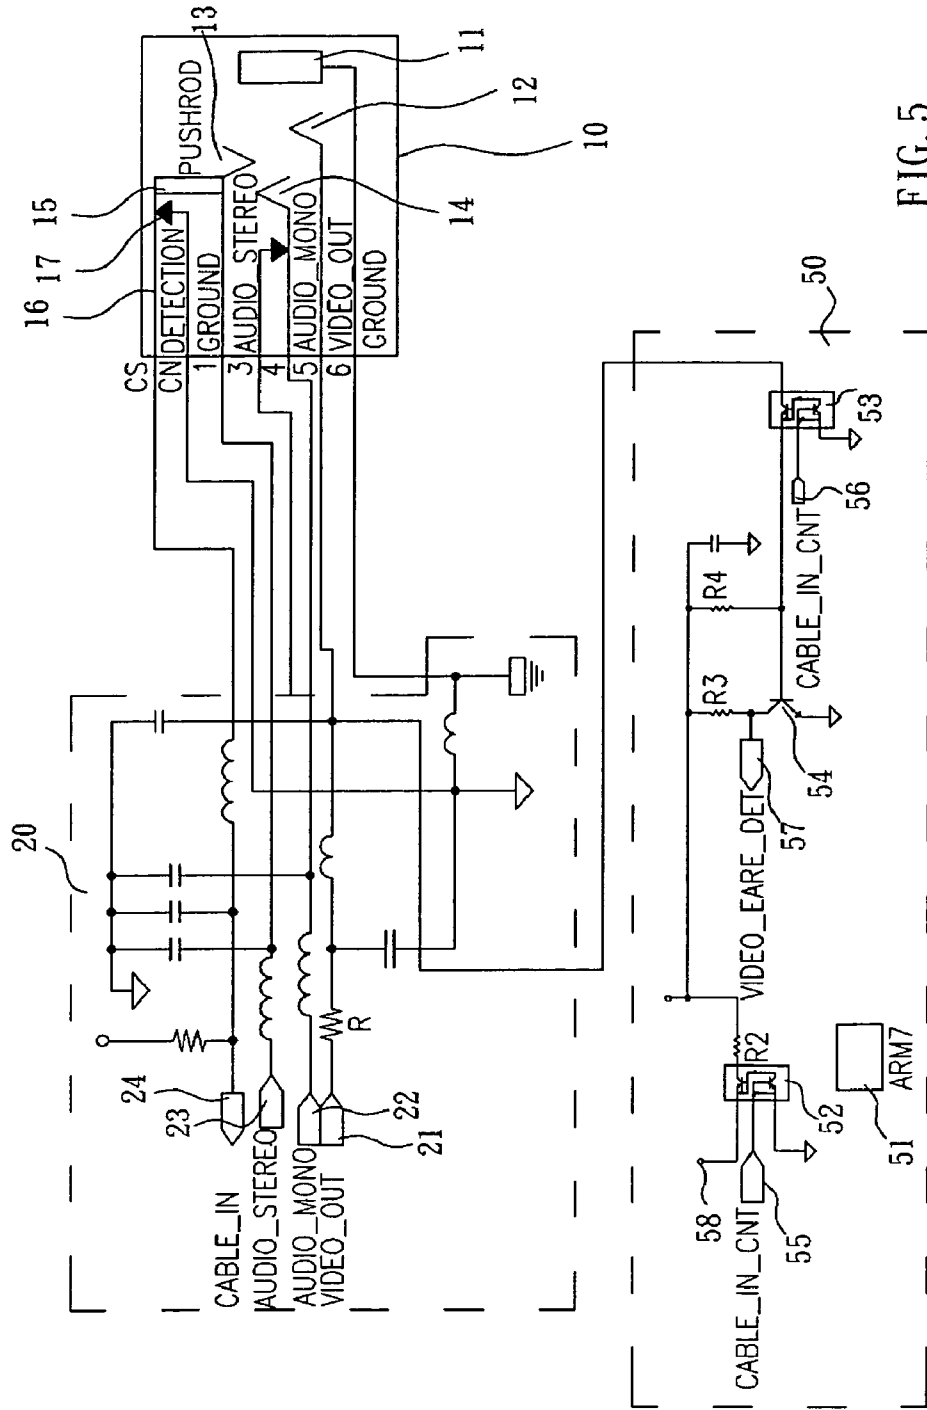 FIG. 5
13
PUSHROD
11
12
10
15
17
16
14
CS
CN DETECTION
1 GROUND
3 AUDIO_STEREO
4
5 AUDIO_MONO
6 VIDEO_OUT
GROUND
20
24
CABLE_IN
23
AUDIO_STEREO
22
AUDIO_MONO
VIDEO_OUT
21
R
50
53
56
CABLE_IN_CNT
R4
R3
54
57
VIDEO_EARE_DET
R2
52
58
55
CABLE_IN_CNT
51
ARM7